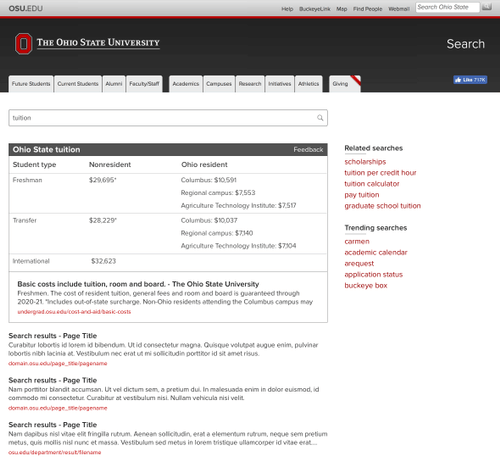 OSU.EDU
Help BuckeyeLink Map Find People Webmail Search Ohio State
THE OHIO STATE UNIVERSITY
Search
Future Students Current Students Alumni Faculty/Staff Academics Campuses Research Initiatives Athletics Giving
Like 717K
tuition
Ohio State tuition Feedback
Student type Nonresident Ohio resident
Freshman $29,695* Columbus: $10,591
Regional campus: $7,553
Agriculture Technology Institute: $7,517
Transfer $28,229* Columbus: $10,037
Regional campus: $7,140
Agriculture Technology Institute: $7,104
International $32,623
Basic costs include tuition, room and board. - The Ohio State University
Freshmen. The cost of resident tuition, general fees and room and board is guaranteed through
2020-21. *Includes out-of-state surcharge. Non-Ohio residents attending the Columbus campus may
undergrad.osu.edu/cost-and-aid/basic-costs
Search results - Page Title
Curabitur lobortis id lorem id bibendum. Ut id consectetur magna. Quisque volutpat augue enim, pulvinar
lobortis nibh lacinia at. Vestibulum nec erat ut mi sollicitudin porttitor id sit amet risus.
domain.osu.edu/page_title/pagename
Search results - Page Title
Nam porttitor blandit accumsan. Ut vel dictum sem, a pretium dui. In malesuada enim in dolor euismod, id
commodo mi consectetur. Curabitur at vestibulum nisi. Nullam vehicula nisi velit.
domain.osu.edu/page_title/pagename
Search results - Page Title
Nam dapibus nisl vitae elit fringilla rutrum. Aenean sollicitudin, erat a elementum rutrum, neque sem pretium
metus, quis mollis nisl nunc et massa. Vestibulum sed metus in lorem tristique ullamcorper id vitae erat....
osu.edu/department/result/filename
Related searches
scholarships
tuition per credit hour
tuition calculator
pay tuition
graduate school tuition
Trending searches
carmen
academic calendar
arequest
application status
buckeye box